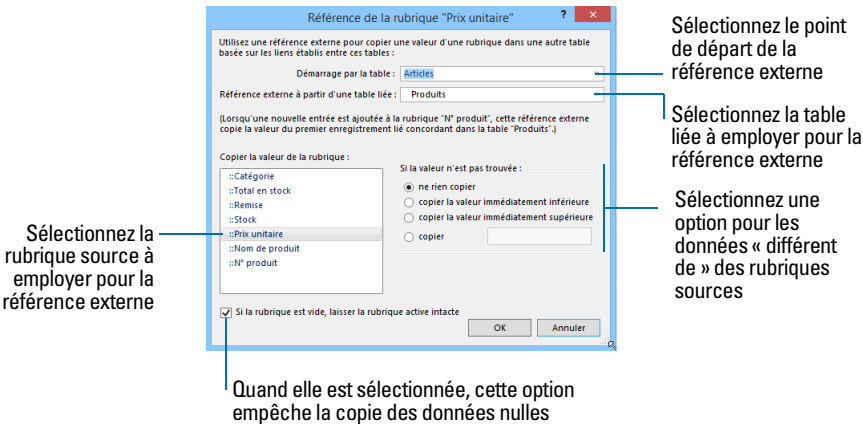 Référence de la rubrique "Prix unitaire"
?
×
Utilisez une référence externe pour copier une valeur d'une rubrique dans une autre table
basée sur les liens établis entre ces tables :
Démarrage par la table : Articles
Référence externe à partir d'une table liée : Produits
(Lorsqu'une nouvelle entrée est ajoutée à la rubrique "N° produit", cette référence externe
copie la valeur du premier enregistrement lié concordant dans la table "Produits".)
Copier la valeur de la rubrique :
::Catégorie
::Total en stock
::Remise
::Stock
::Prix unitaire
::Nom de produit
::N° produit
Si la valeur n'est pas trouvée :
ne rien copier
copier la valeur immédiatement inférieure
copier la valeur immédiatement supérieure
copier
Si la rubrique est vide, laisser la rubrique active intacte
OK
Annuler
Sélectionnez le point
de départ de la
référence externe
Sélectionnez la table
liée à employer pour la
référence externe
Sélectionnez une
option pour les
données « différent
de » des rubriques
sources
Sélectionnez la
rubrique source à
employer pour la
référence externe
Quand elle est sélectionnée, cette option
empêche la copie des données nulles